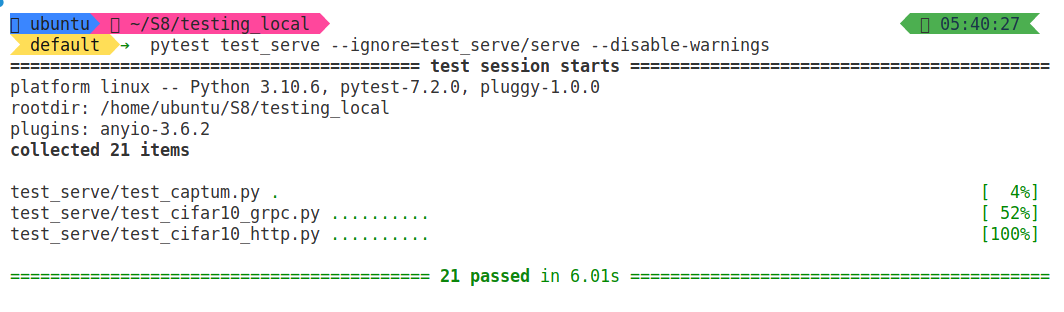 ubuntu ~/S8/testing_local 05:40:27
default → pytest test_serve --ignore=test_serve/serve --disable-warnings
========================================= test session starts ==========================================
platform linux -- Python 3.10.6, pytest-7.2.0, pluggy-1.0.0
rootdir: /home/ubuntu/S8/testing_local
plugins: anyio-3.6.2
collected 21 items
test_serve/test_captum.py . [  4%]
test_serve/test_cifar10_grpc.py .......... [ 52%]
test_serve/test_cifar10_http.py .......... [100%]
========================================== 21 passed in 6.01s ==========================================